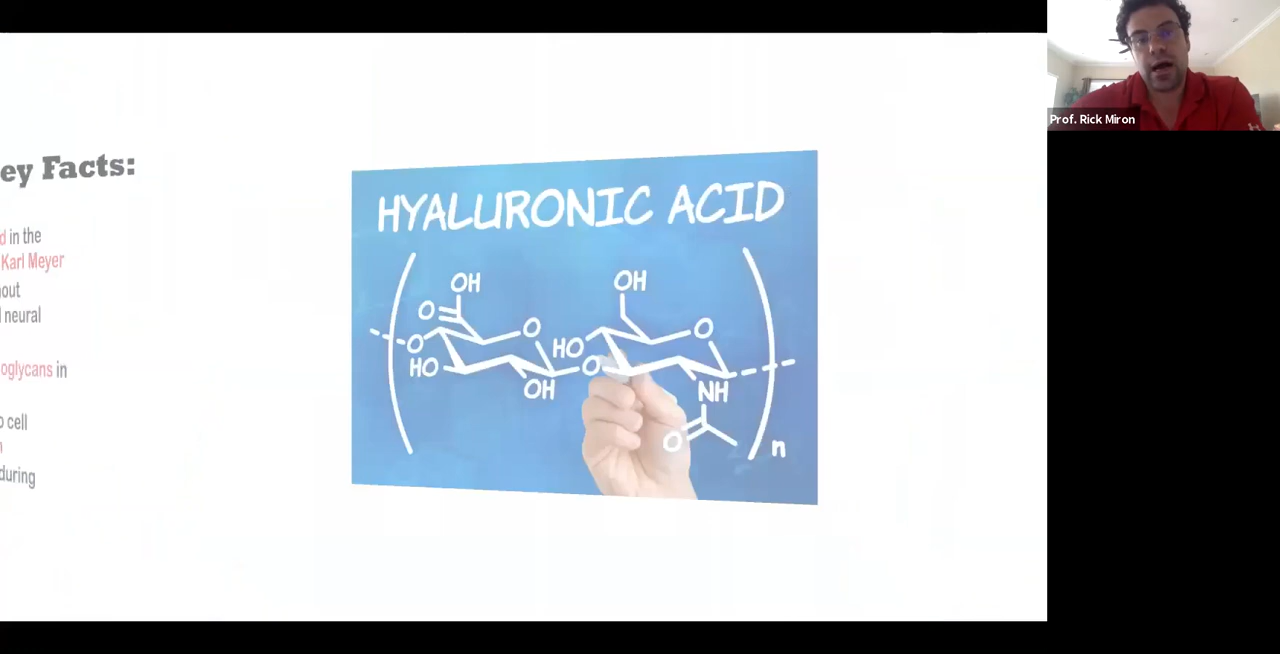 ey Facts:
d in the
Karl Meyer
out
neural
oglycans in
cell
during
HYALURONIC ACID
OH
OH
O
O
O
O
HO
HO
O
OH
NH
O
n
Prof. Rick Miron